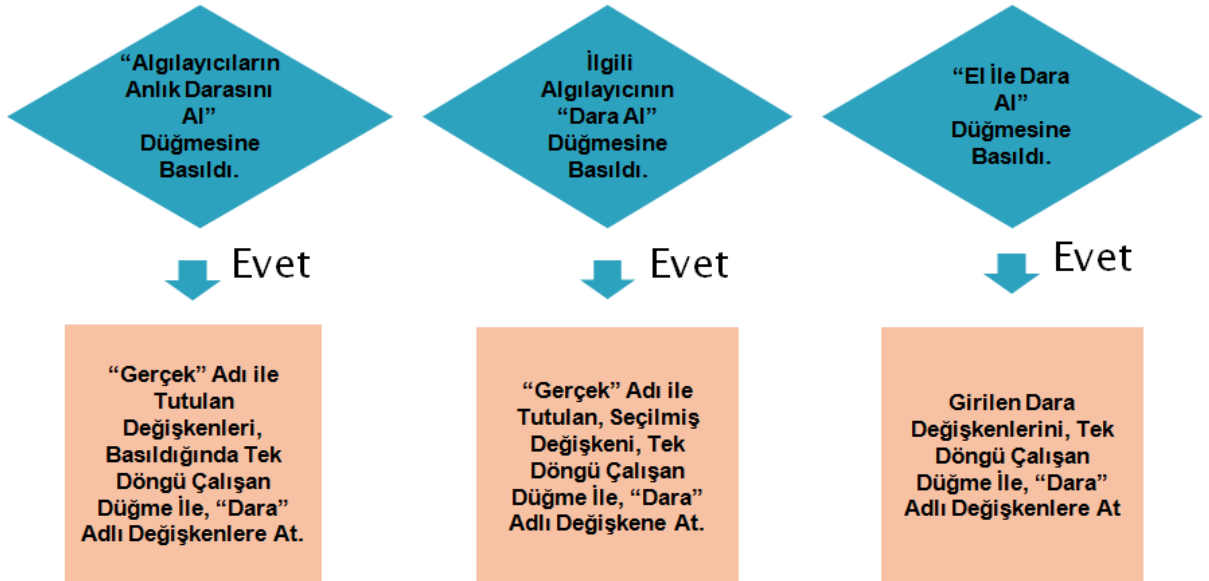 “Algılayıcıların
Anlık Darasını
Al”
Düğmesine
Basıldı.
Evet
“Gerçek” Adı ile
Tutulan
Değişkenleri,
Basıldığında Tek
Döngü Çalışan
Düğme İle, “Dara”
Adlı Değişkenlere At.
İlgili
Algılayıcının
“Dara Al”
Düğmesine
Basıldı.
Evet
“Gerçek” Adı ile
Tutulan, Seçilmiş
Değişkeni, Tek
Döngü Çalışan
Düğme İle, “Dara”
Adlı Değişkene At.
“El İle Dara
Al”
Düğmesine
Basıldı.
Evet
Girilen Dara
Değişkenlerini, Tek
Döngü Çalışan
Düğme İle, “Dara”
Adlı Değişkenlere At